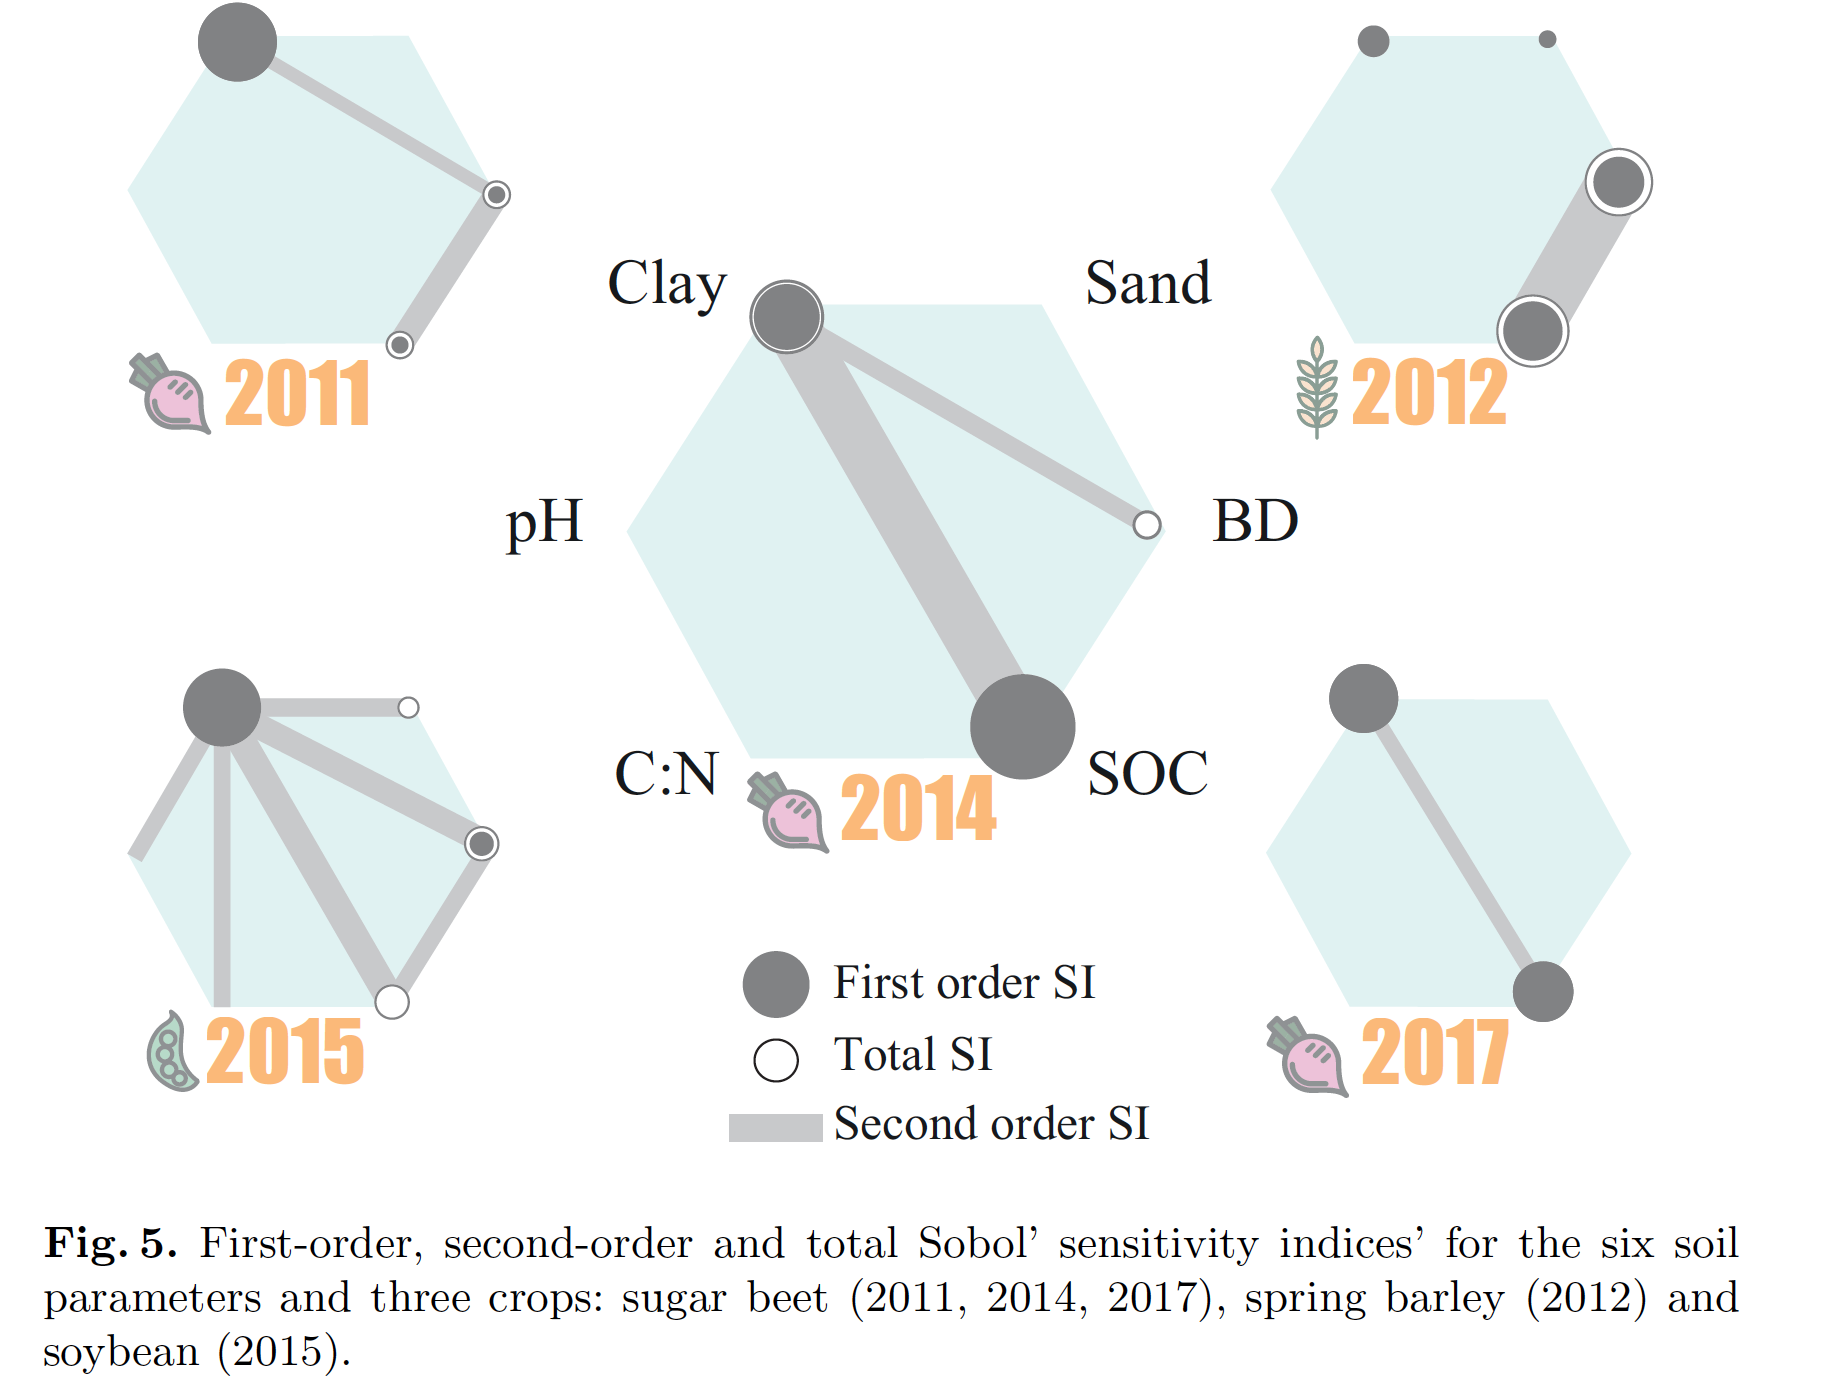 2011
2012
Clay
Sand
pH
BD
C:N
SOC
2014
2015
2017
First order SI
Total SI
Second order SI
Fig. 5. First-order, second-order and total Sobol’ sensitivity indices’ for the six soil
parameters and three crops: sugar beet (2011, 2014, 2017), spring barley (2012) and
soybean (2015).